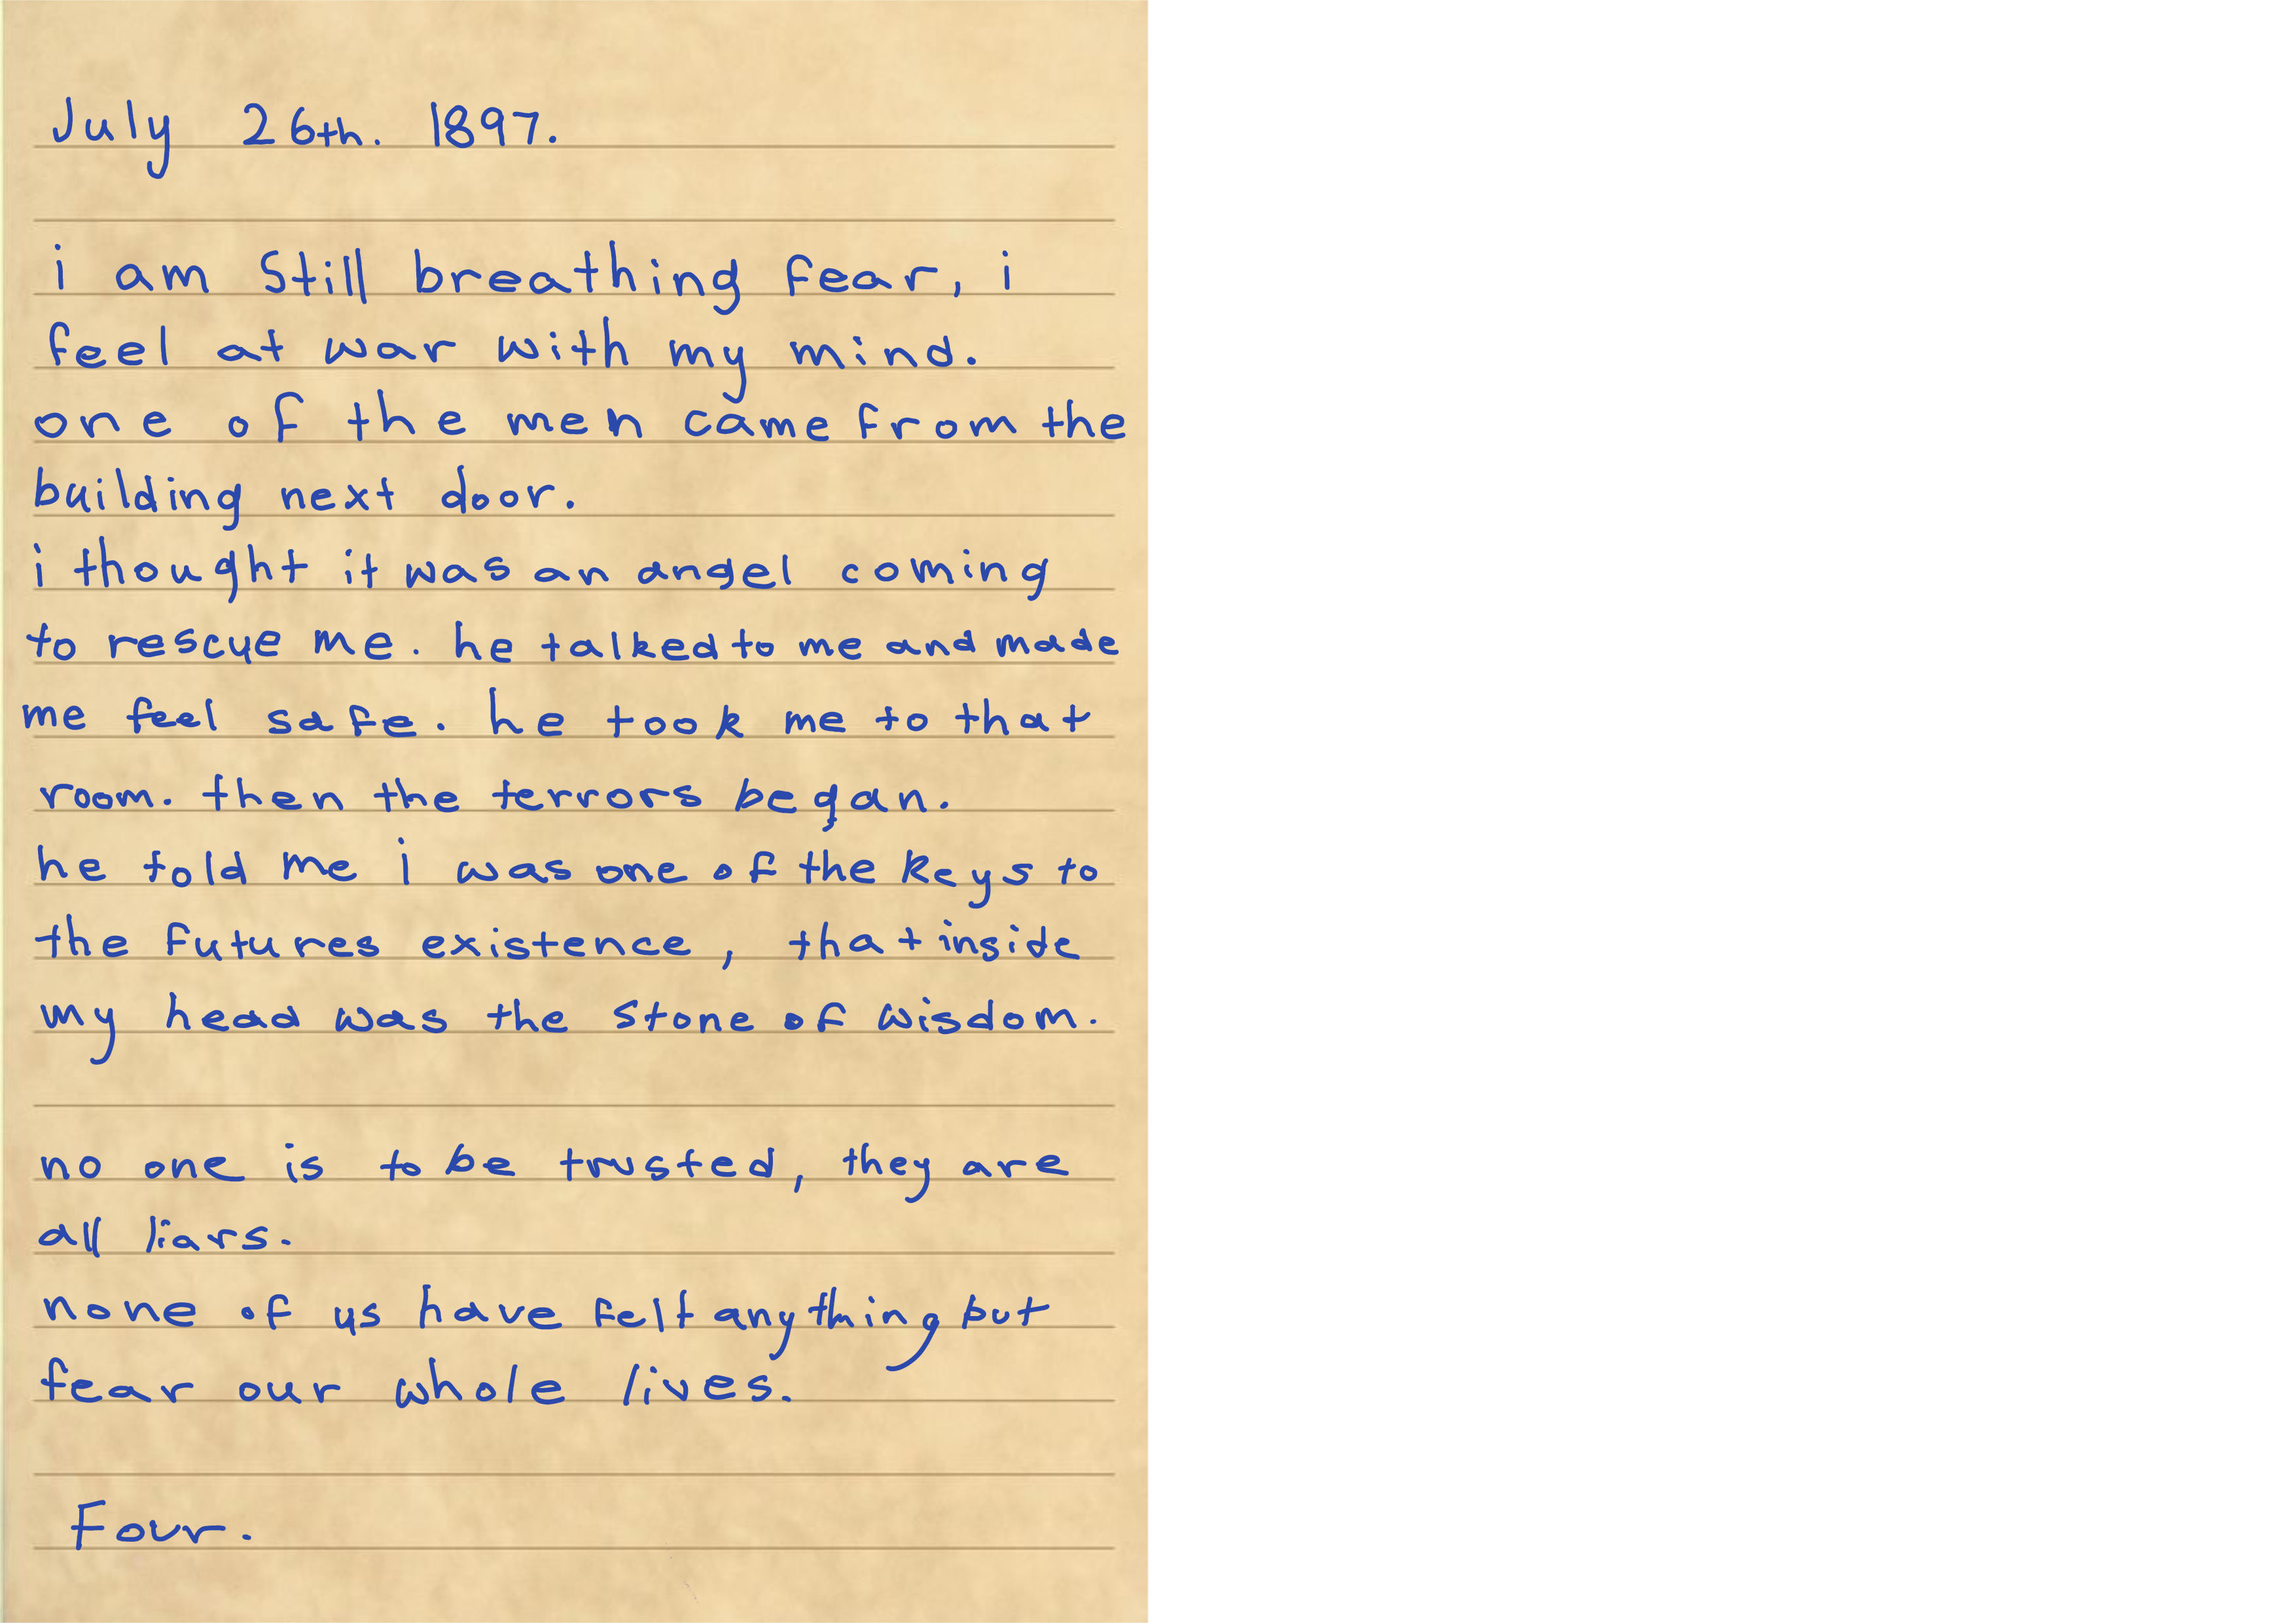 July 26th. 1897.
i am still breathing fear, i
feel at war with my mind.
one of the men came from the
building next door.
i thought it was an angel coming
to rescue me. he talked to me and made
me feel safe. he took me to that
room. then the terrors began.
he told me i was one of the keys to
the futures existence, that inside
my head was the stone of wisdom.
no one is to be trusted, they are
all liars.
none of us have felt anything but
fear our whole lives.
Four.